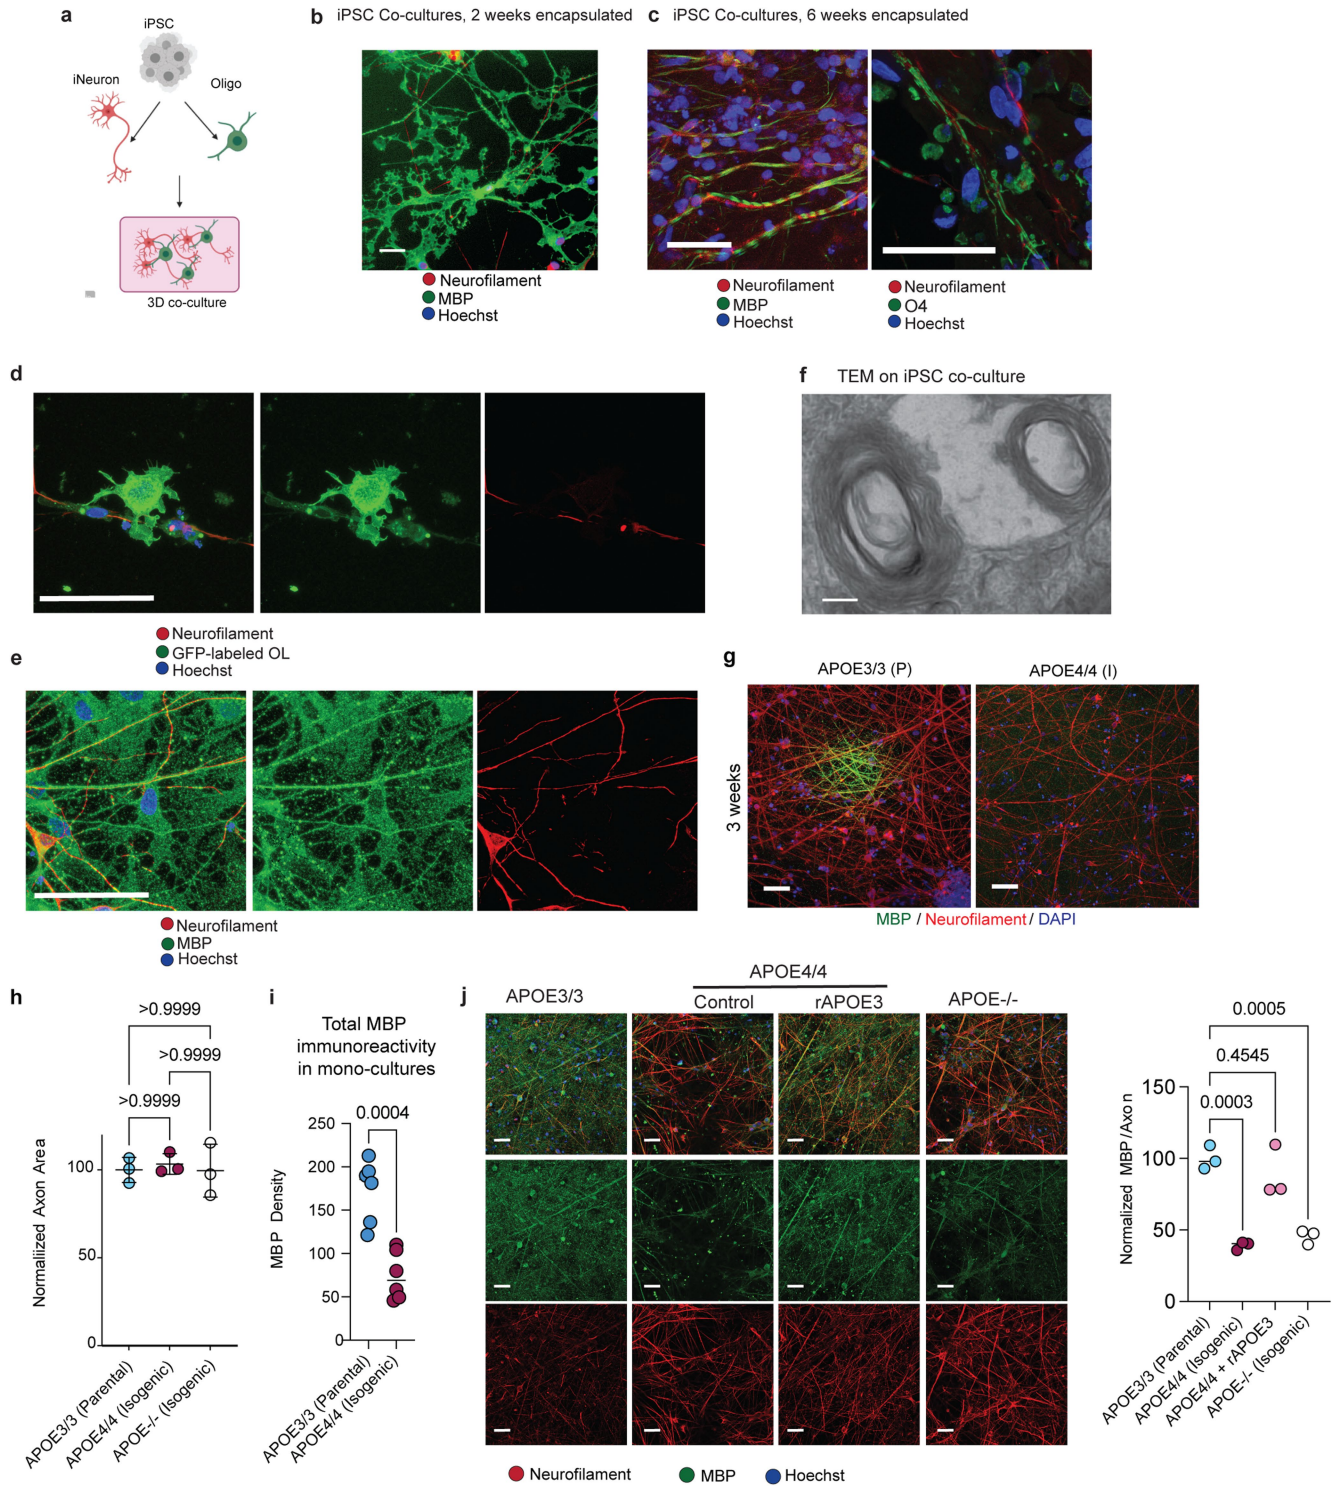 a
iPSC
iNeuron
Oligo
3D co-culture
b iPSC Co-cultures, 2 weeks encapsulated
Neurofilament
MBP
Hoechst
c iPSC Co-cultures, 6 weeks encapsulated
Neurofilament
MBP
Hoechst
Neurofilament
O4
Hoechst
d
Neurofilament
GFP-labeled OL
Hoechst
f TEM on iPSC co-culture
e
Neurofilament
MBP
Hoechst
g
APOE3/3 (P)
APOE4/4 (I)
3 weeks
MBP / Neurofilament / DAPI
h
>0.9999
>0.9999
>0.9999
Normaliized Axon Area
100
50
0
APOE3/3 (Parental)
APOE4/4 (Isogenic)
APOE-/- (Isogenic)
i
Total MBP
immunoreactivity
in mono-cultures
0.0004
MBP Density
250
200
150
100
50
0
APOE3/3 (Parental)
APOE4/4 (Isogenic)
j
APOE3/3
APOE4/4
Control
rAPOE3
APOE-/-
Neurofilament
MBP
Hoechst
0.0005
0.4545
0.0003
Normalized MBP/Axon
150
100
50
0
APOE3/3 (Parental)
APOE4/4 (Isogenic)
APOE4/4 + rAPOE3
APOE-/- (Isogenic)